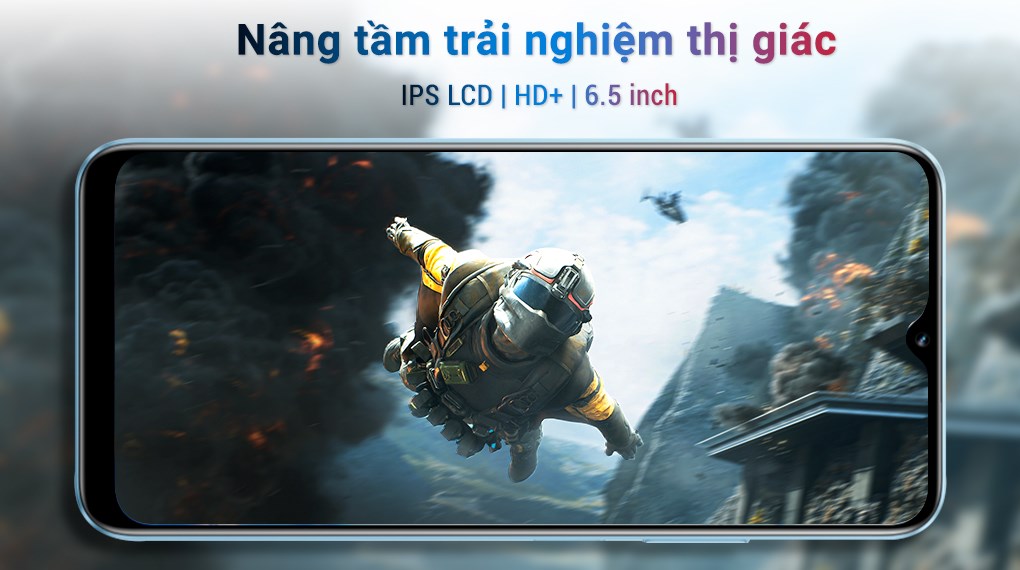 Nâng tầm trải nghiệm thị giác
IPS LCD | HD+ | 6.5 inch